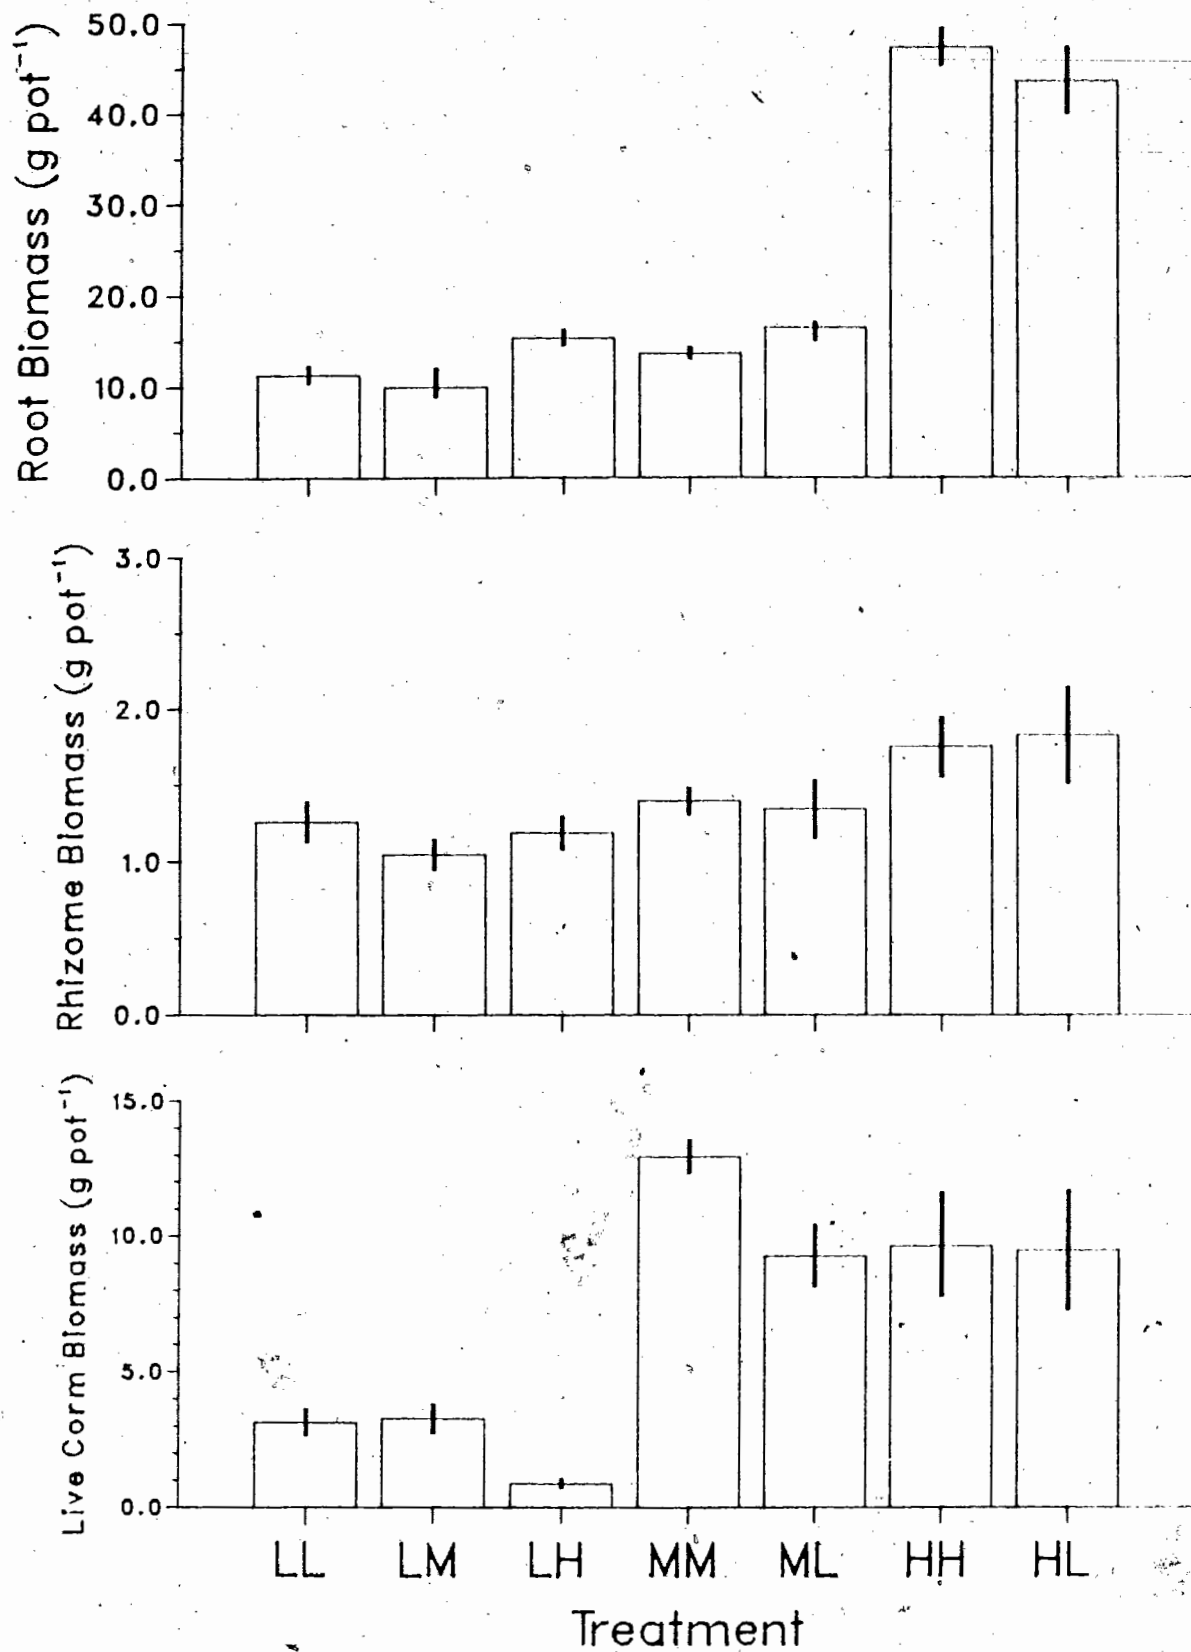 Root Biomass (g pot⁻¹)
50.0
40.0
30.0
20.0
10.0
0.0
Rhizome Biomass (g pot⁻¹)
3.0
2.0
1.0
0.0
Live Corm Biomass (g pot⁻¹)
15.0
10.0
5.0
0.0
LL LM LH MM ML HH HL
Treatment